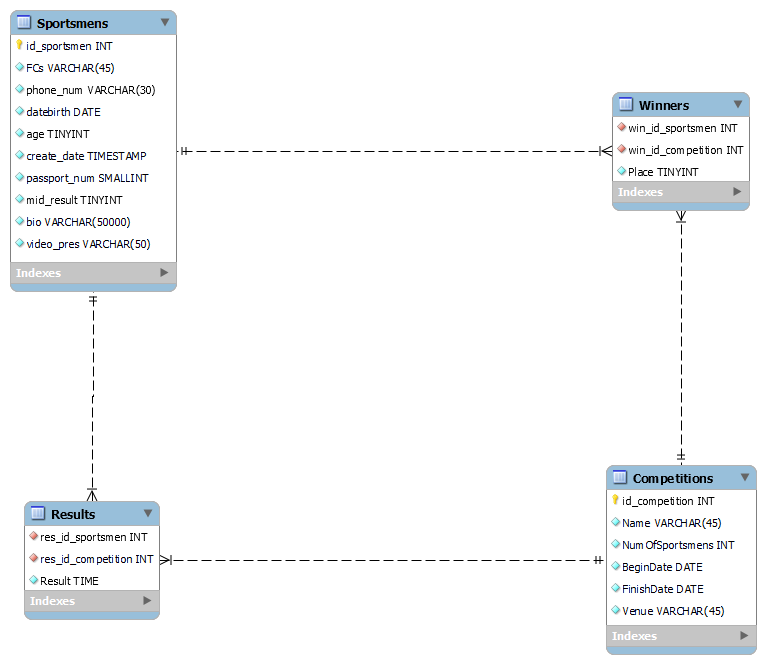 Sportsmens
id_sportsmen INT
FCs VARCHAR(45)
phone_num VARCHAR(30)
datebirth DATE
age TINYINT
create_date TIMESTAMP
passport_num SMALLINT
mid_result TINYINT
bio VARCHAR(50000)
video_pres VARCHAR(50)
Indexes
Winners
win_id_sportsmen INT
win_id_competition INT
Place TINYINT
Indexes
Results
res_id_sportsmen INT
res_id_competition INT
Result TIME
Indexes
Competitions
id_competition INT
Name VARCHAR(45)
NumOfSportsmens INT
BeginDate DATE
FinishDate DATE
Venue VARCHAR(45)
Indexes